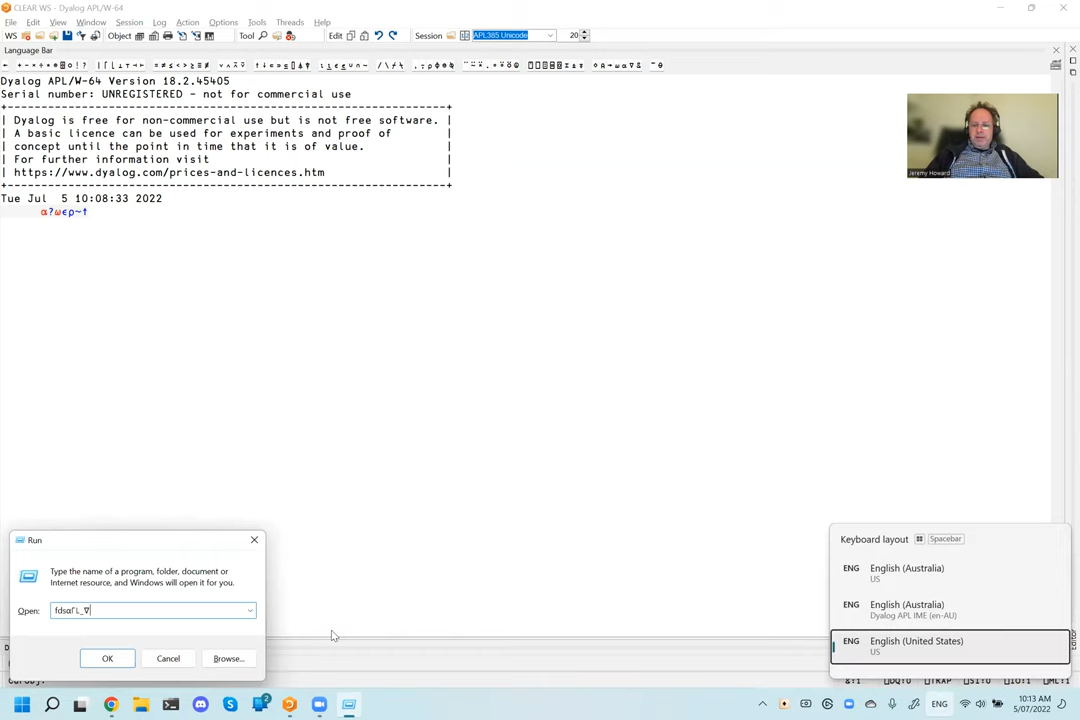 CLEAR WS - Dyalog APL/W-64
File Edit View Window Session Log Action Options Tools Threads Help
WS Object Tool Edit Session APL385 Unicode 20
Language Bar
Dyalog APL/W-64 Version 18.2.45405
Serial number: UNREGISTERED - not for commercial use
+--------------------------------------------------------------+
| Dyalog is free for non-commercial use but is not free software. |
| A basic licence can be used for experiments and proof of |
| concept until the point in time that it is of value. |
| For further information visit |
| https://www.dyalog.com/prices-and-licences.htm |
+--------------------------------------------------------------+
Tue Jul 5 10:08:33 2022
⍺?⍵∊⍴~↑
Jeremy Howard
Run
Type the name of a program, folder, document or
Internet resource, and Windows will open it for you.
Open: fds⍺⌈⌊_∇
OK Cancel Browse...
Keyboard layout Spacebar
ENG English (Australia)
US
ENG English (Australia)
Dyalog APL IME (en-AU)
ENG English (United States)
US
Editor
2
ENG
10:13 AM
5/07/2022